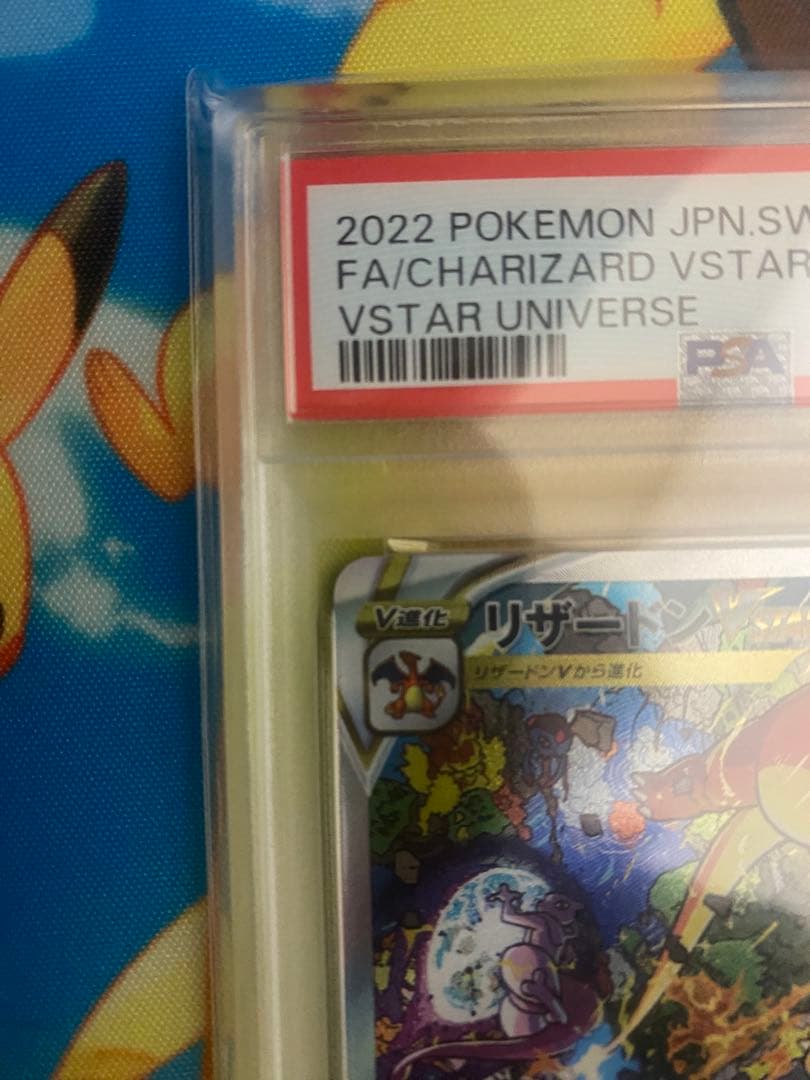 2022 POKEMON JPN.SW
FA/CHARIZARD VSTAR
VSTAR UNIVERSE
PSA
V進化
リザードン
リザードンVから進化